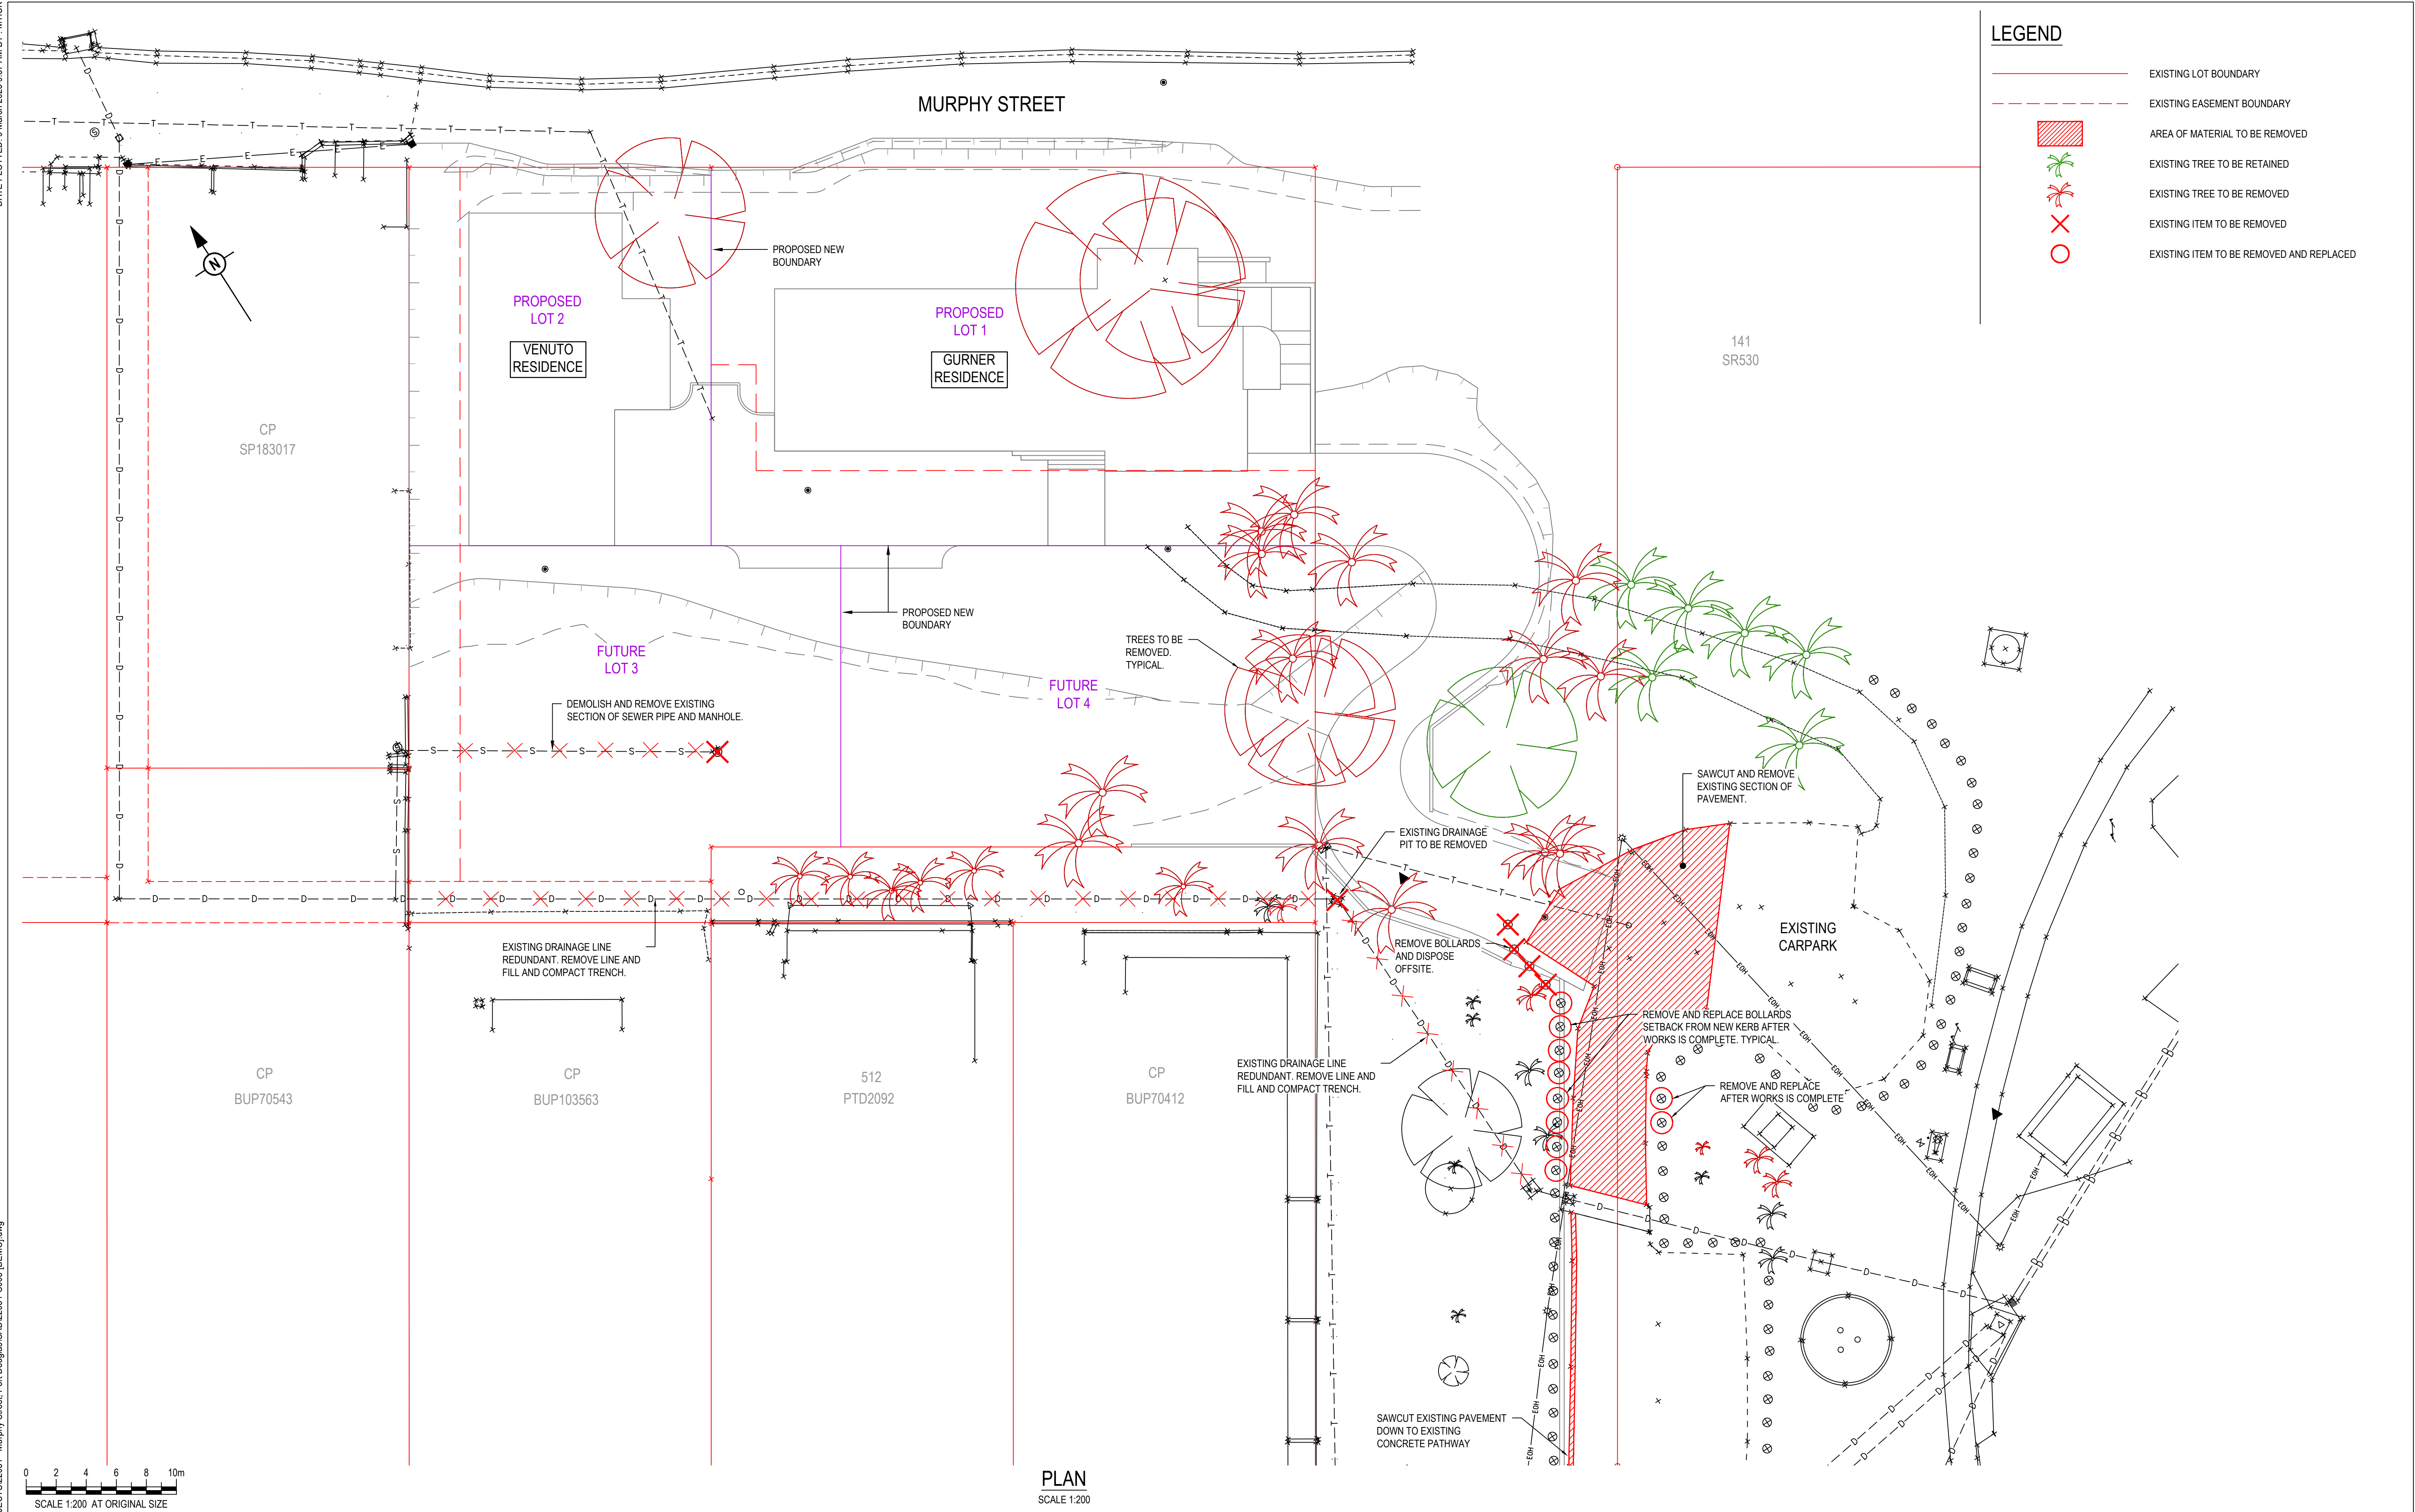 LEGEND
EXISTING LOT BOUNDARY
EXISTING EASEMENT BOUNDARY
AREA OF MATERIAL TO BE REMOVED
EXISTING TREE TO BE RETAINED
EXISTING TREE TO BE REMOVED
EXISTING ITEM TO BE REMOVED
EXISTING ITEM TO BE REMOVED AND REPLACED
MURPHY STREET
N
PROPOSED NEW
BOUNDARY
PROPOSED
LOT 2
VENUTO
RESIDENCE
PROPOSED
LOT 1
GURNER
RESIDENCE
141
SR530
CP
SP183017
PROPOSED NEW
BOUNDARY
TREES TO BE
REMOVED.
TYPICAL.
FUTURE
LOT 3
FUTURE
LOT 4
DEMOLISH AND REMOVE EXISTING
SECTION OF SEWER PIPE AND MANHOLE.
SAWCUT AND REMOVE
EXISTING SECTION OF
PAVEMENT.
EXISTING DRAINAGE
PIT TO BE REMOVED
EXISTING
CARPARK
EXISTING DRAINAGE LINE
REDUNDANT. REMOVE LINE AND
FILL AND COMPACT TRENCH.
REMOVE BOLLARDS
AND DISPOSE
OFFSITE.
REMOVE AND REPLACE BOLLARDS
SETBACK FROM NEW KERB AFTER
WORKS IS COMPLETE. TYPICAL.
EXISTING DRAINAGE LINE
REDUNDANT. REMOVE LINE AND
FILL AND COMPACT TRENCH.
REMOVE AND REPLACE
AFTER WORKS IS COMPLETE
CP
BUP70543
CP
BUP103563
512
PTD2092
CP
BUP70412
SAWCUT EXISTING PAVEMENT
DOWN TO EXISTING
CONCRETE PATHWAY
0 2 4 6 8 10m
SCALE 1:200 AT ORIGINAL SIZE
PLAN
SCALE 1:200